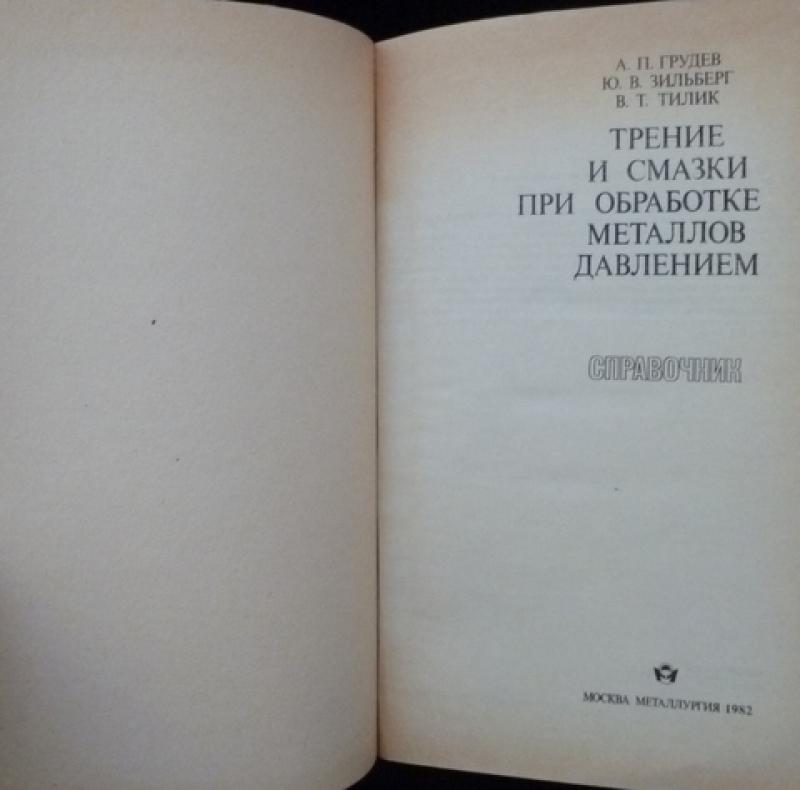 А. П. ГРУДЕВ
Ю. В. ЗИЛЬБЕРГ
В. Т. ТИЛИК
ТРЕНИЕ
И СМАЗКИ
ПРИ ОБРАБОТКЕ
МЕТАЛЛОВ
ДАВЛЕНИЕМ
СПРАВОЧНИК
МОСКВА МЕТАЛЛУРГИЯ 1982